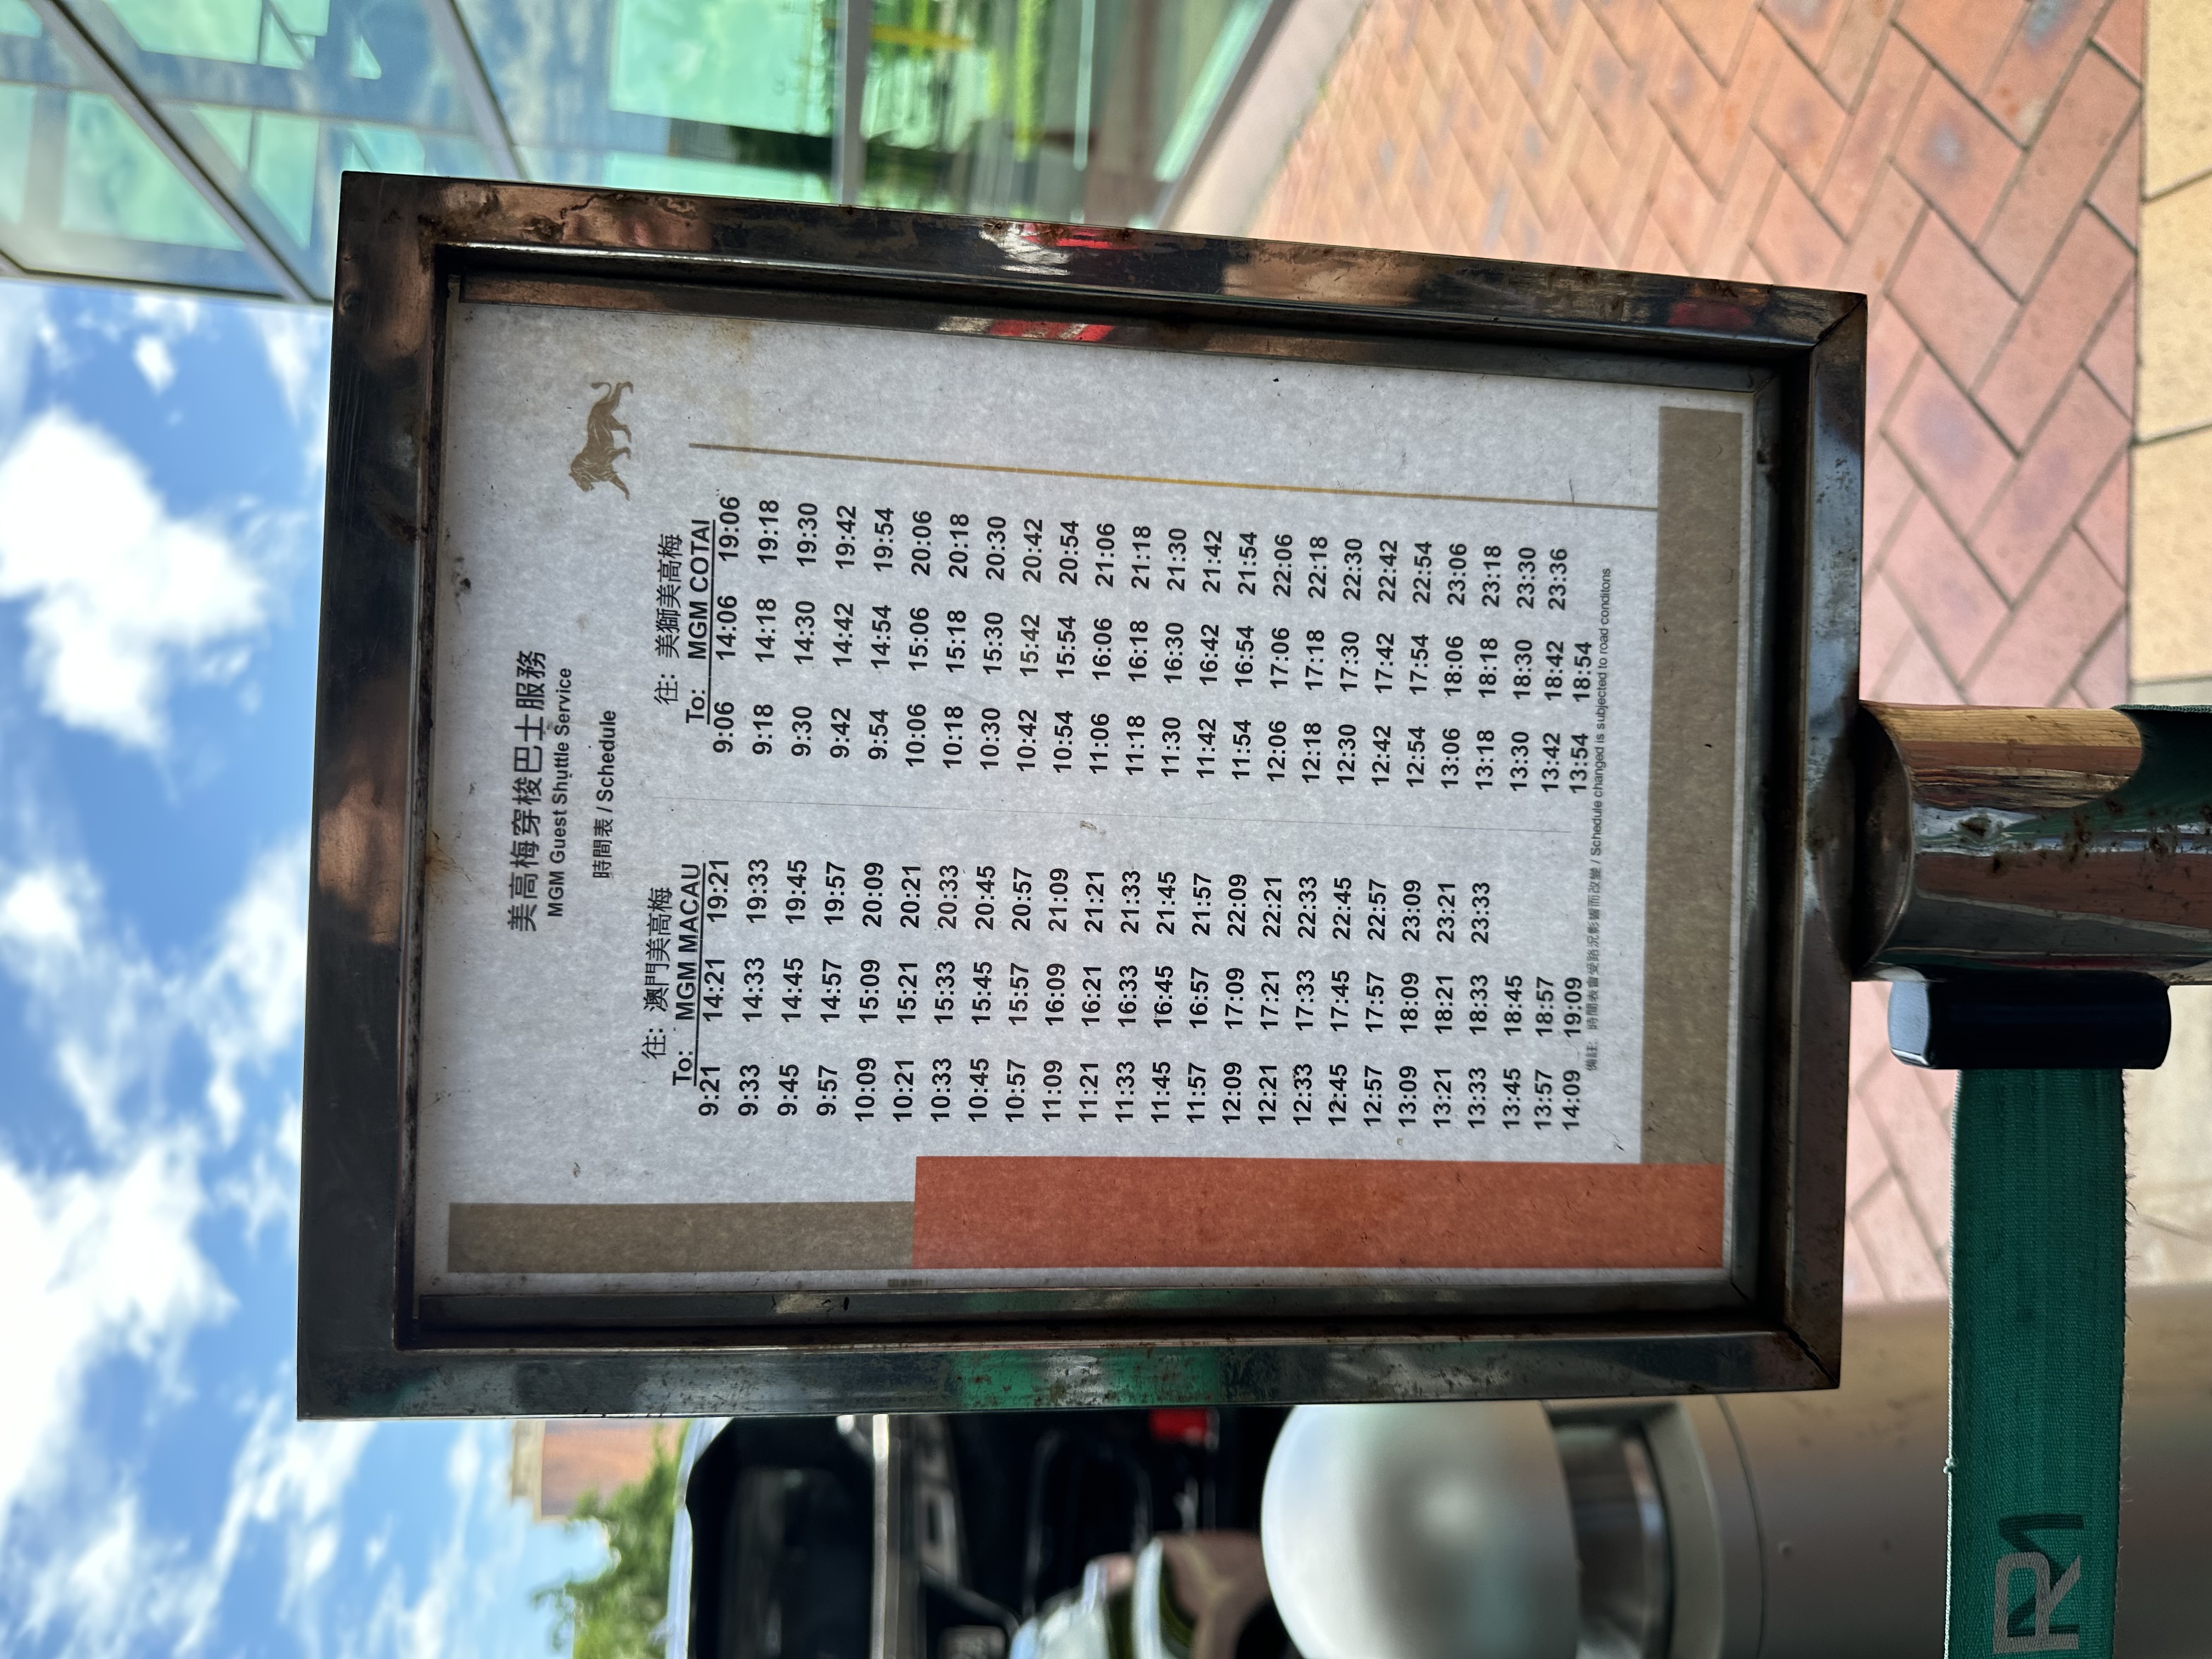 美高梅穿梭巴士服務
MGM Guest Shuttle Service
時間表 / Schedule
往: 澳門美高梅 往: 美獅美高梅
To: MGM MACAU To: MGM COTAI
9:21 14:21 19:21 9:06 14:06 19:06
9:33 14:33 19:33 9:18 14:18 19:18
9:45 14:45 19:45 9:30 14:30 19:30
9:57 14:57 19:57 9:42 14:42 19:42
10:09 15:09 20:09 9:54 14:54 19:54
10:21 15:21 20:21 10:06 15:06 20:06
10:33 15:33 20:33 10:18 15:18 20:18
10:45 15:45 20:45 10:30 15:30 20:30
10:57 15:57 20:57 10:42 15:42 20:42
11:09 16:09 21:09 10:54 15:54 20:54
11:21 16:21 21:21 11:06 16:06 21:06
11:33 16:33 21:33 11:18 16:18 21:18
11:45 16:45 21:45 11:30 16:30 21:30
11:57 16:57 21:57 11:42 16:42 21:42
12:09 17:09 22:09 11:54 16:54 21:54
12:21 17:21 22:21 12:06 17:06 22:06
12:33 17:33 22:33 12:18 17:18 22:18
12:45 17:45 22:45 12:30 17:30 22:30
12:57 17:57 22:57 12:42 17:42 22:42
13:09 18:09 23:09 12:54 17:54 22:54
13:21 18:21 23:21 13:06 18:06 23:06
13:33 18:33 23:33 13:18 18:18 23:18
13:45 18:45 13:30 18:30 23:30
13:57 18:57 13:42 18:42 23:36
14:09 19:09 13:54 18:54
備註: 時間表會受路況影響而改變 / Schedule changed is subjected to road conditons